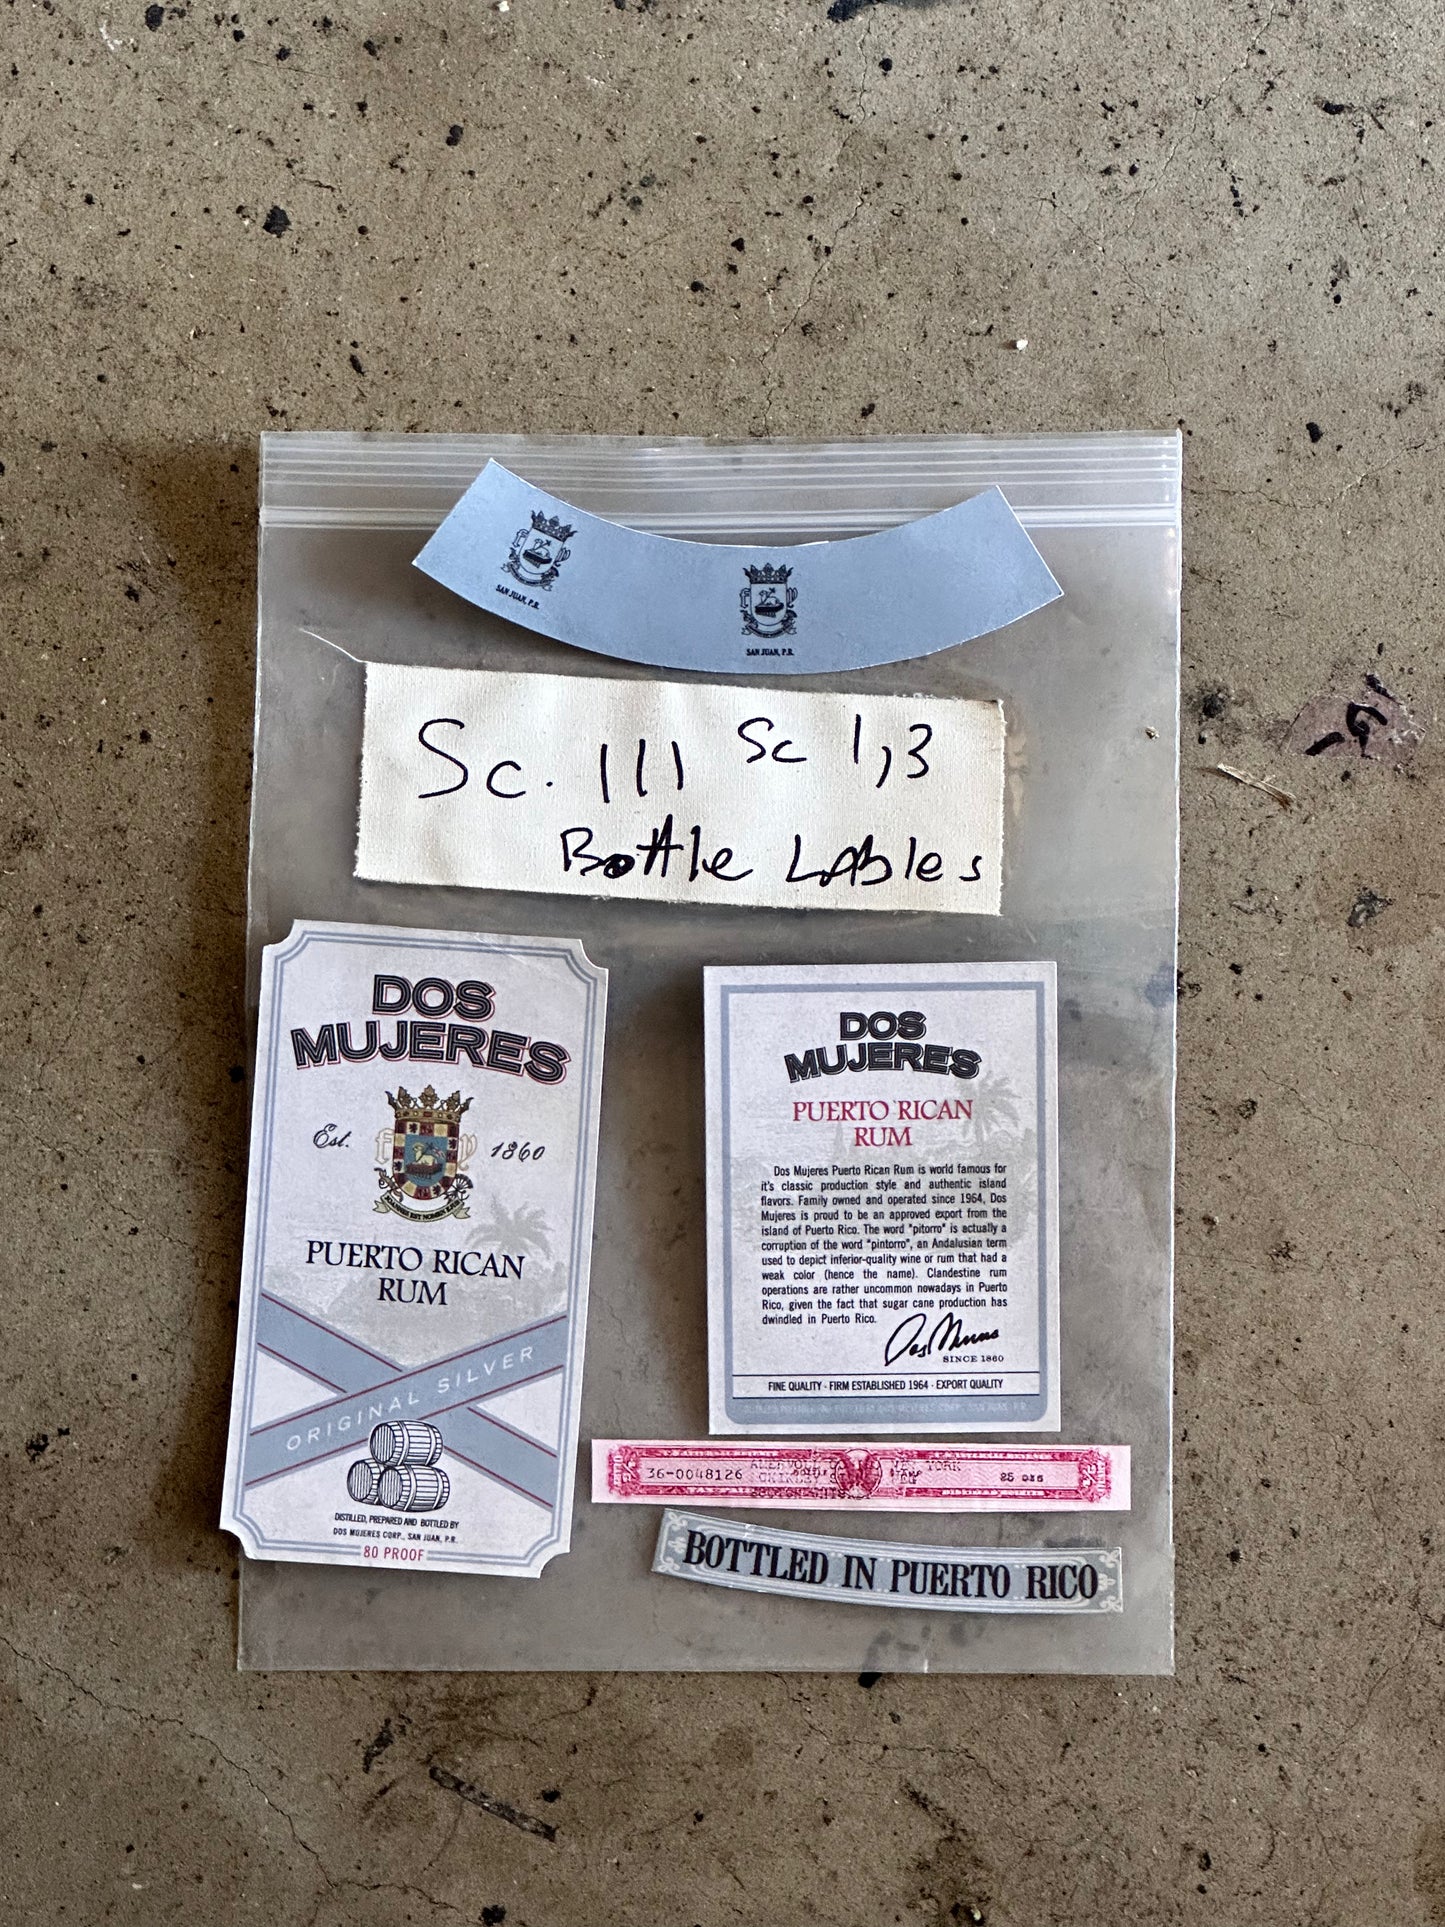 SAN JUAN, P.R.
SAN JUAN, P.R.
Sc. 111 Sc 1,3
Bottle LAbles
DOS
MUJERES
Est. 1860
PUERTO RICAN
RUM
ORIGINAL SILVER
DISTILLED, PREPARED AND BOTTLED BY
DOS MUJERES CORP., SAN JUAN, P.R.
80 PROOF
DOS
MUJERES
PUERTO RICAN
RUM
Dos Mujeres Puerto Rican Rum is world famous for
it's classic production style and authentic island
flavors. Family owned and operated since 1964, Dos
Mujeres is proud to be an approved export from the
island of Puerto Rico. The word "pitorro" is actually a
corruption of the word "pintorro", an Andalusian term
used to depict inferior-quality wine or rum that had a
weak color (hence the name). Clandestine rum
operations are rather uncommon nowadays in Puerto
Rico, given the fact that sugar cane production has
dwindled in Puerto Rico.
SINCE 1860
FINE QUALITY - FIRM ESTABLISHED 1964 - EXPORT QUALITY
36-0048126 NEW YORK
25 ozs
BOTTLED IN PUERTO RICO